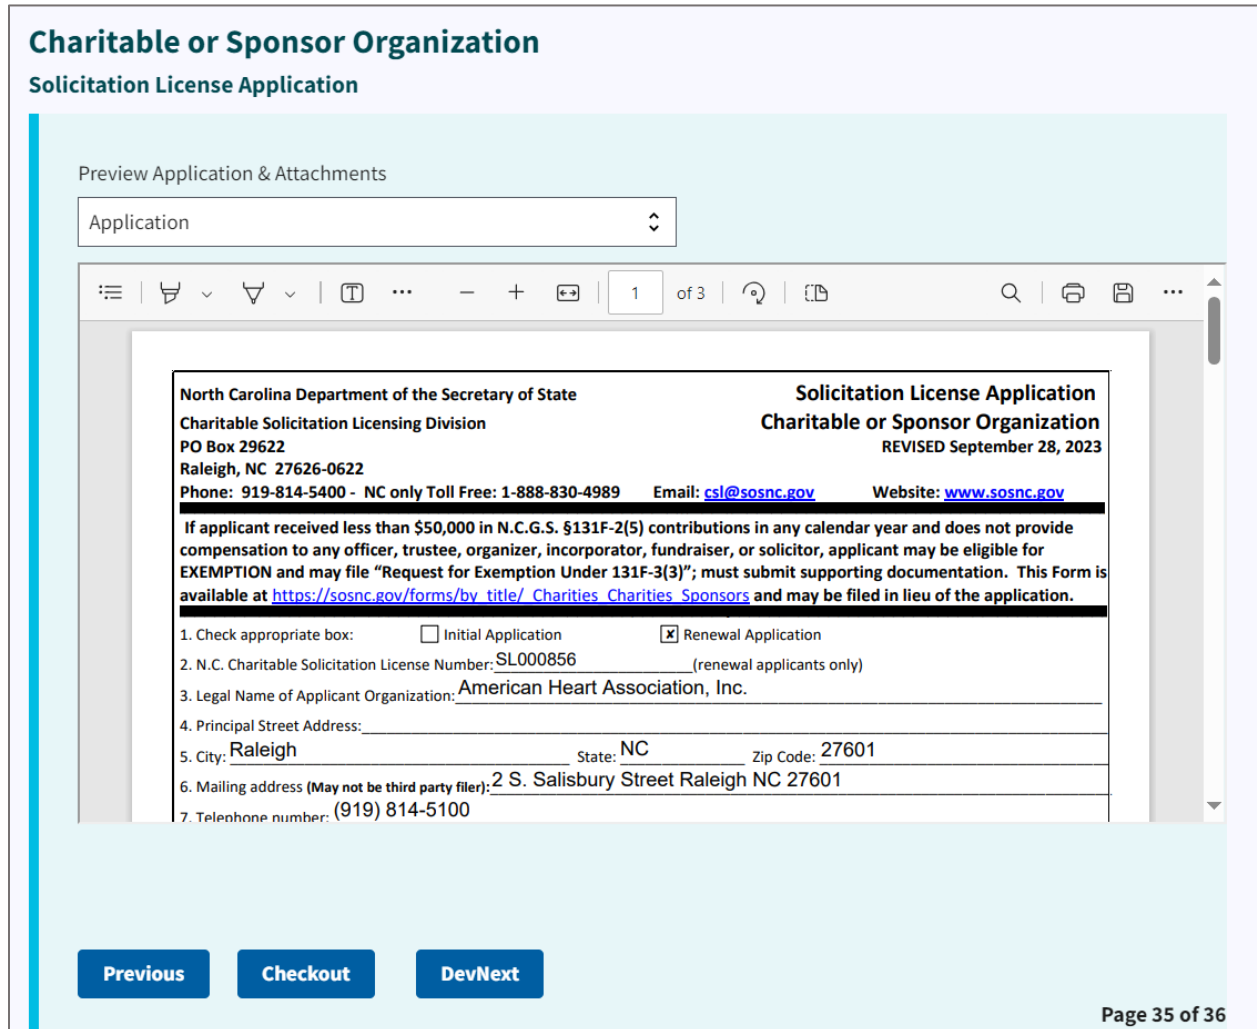 Charitable or Sponsor Organization
Solicitation License Application
Preview Application & Attachments
Application
1 of 3
North Carolina Department of the Secretary of State Solicitation License Application
Charitable Solicitation Licensing Division Charitable or Sponsor Organization
PO Box 29622 REVISED September 28, 2023
Raleigh, NC 27626-0622
Phone: 919-814-5400 - NC only Toll Free: 1-888-830-4989 Email: csl@sosnc.gov Website: www.sosnc.gov
If applicant received less than $50,000 in N.C.G.S. §131F-2(5) contributions in any calendar year and does not provide
compensation to any officer, trustee, organizer, incorporator, fundraiser, or solicitor, applicant may be eligible for
EXEMPTION and may file “Request for Exemption Under 131F-3(3)”; must submit supporting documentation. This Form is
available at https://sosnc.gov/forms/by_title/_Charities_Charities_Sponsors and may be filed in lieu of the application.
1. Check appropriate box: Initial Application x Renewal Application
2. N.C. Charitable Solicitation License Number: SL000856 (renewal applicants only)
3. Legal Name of Applicant Organization: American Heart Association, Inc.
4. Principal Street Address:
5. City: Raleigh State: NC Zip Code: 27601
6. Mailing address (May not be third party filer): 2 S. Salisbury Street Raleigh NC 27601
7. Telephone number: (919) 814-5100
Previous Checkout DevNext
Page 35 of 36